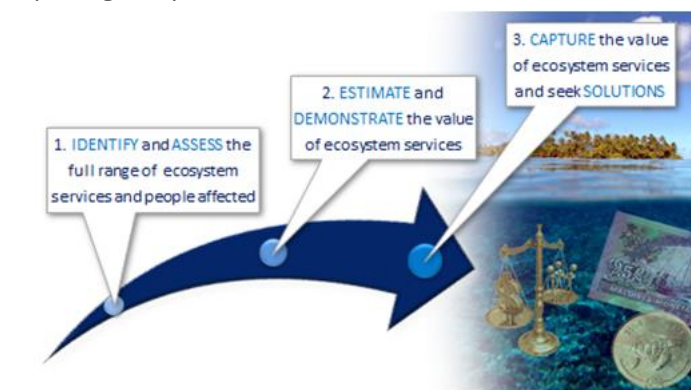 1. IDENTIFY and ASSESS the
full range of ecosystem
services and people affected
2. ESTIMATE and
DEMONSTRATE the value
of ecosystem services
3. CAPTURE the value
of ecosystem services
and seek SOLUTIONS